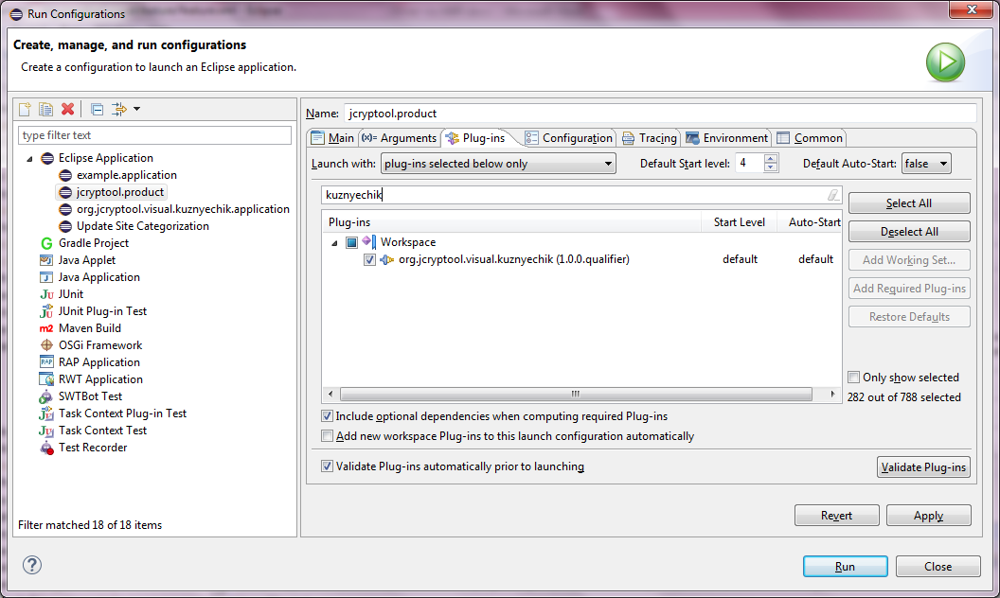 Run Configurations
Create, manage, and run configurations
Create a configuration to launch an Eclipse application.
type filter text
Eclipse Application
example.application
jcryptool.product
org.jcryptool.visual.kuznyechik.application
Update Site Categorization
Gradle Project
Java Applet
Java Application
JUnit
JUnit Plug-in Test
Maven Build
OSGi Framework
RAP Application
RWT Application
SWTBot Test
Task Context Plug-in Test
Task Context Test
Test Recorder
Filter matched 18 of 18 items
Name: jcryptool.product
Main (x)= Arguments Plug-ins Configuration Tracing Environment Common
Launch with: plug-ins selected below only Default Start level: 4 Default Auto-Start: false
kuznyechik
Plug-ins Start Level Auto-Start
Workspace
org.jcryptool.visual.kuznyechik (1.0.0.qualifier) default default
Select All
Deselect All
Add Working Set...
Add Required Plug-ins
Restore Defaults
Only show selected
282 out of 788 selected
Include optional dependencies when computing required Plug-ins
Add new workspace Plug-ins to this launch configuration automatically
Validate Plug-ins automatically prior to launching Validate Plug-ins
Revert Apply
Run Close